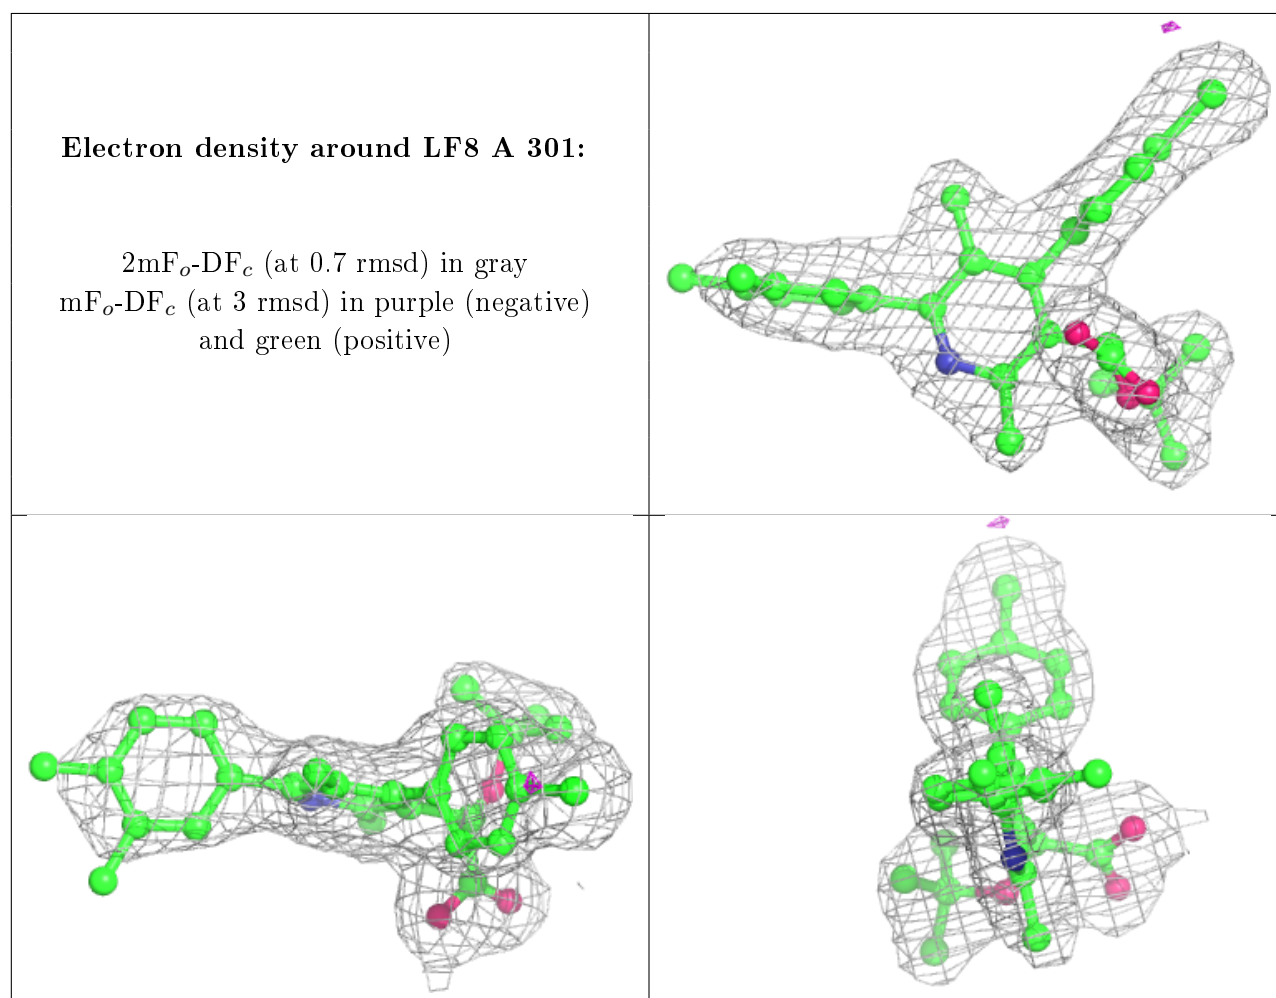 Electron density around LF8 A 301:
2mFo-DFc (at 0.7 rmsd) in gray
mFo-DFc (at 3 rmsd) in purple (negative)
and green (positive)